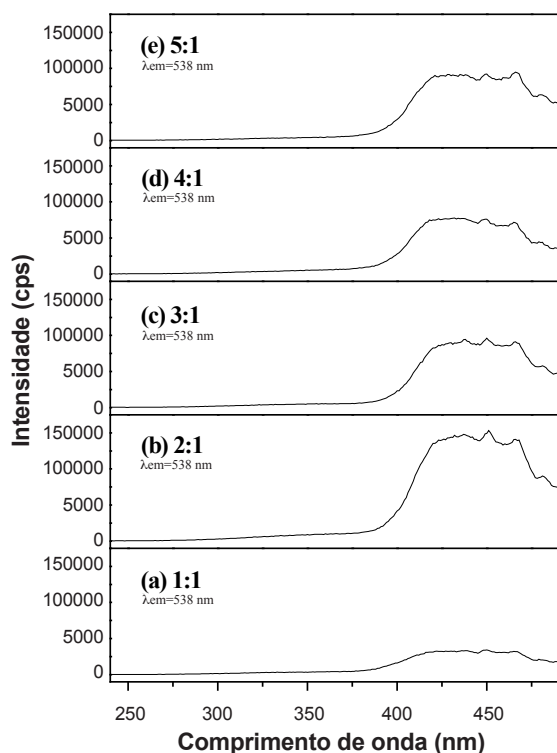 Intensidade (cps)
150000
100000
5000
0
(e) 5:1
λem=538 nm
150000
100000
5000
0
(d) 4:1
λem=538 nm
150000
100000
5000
0
(c) 3:1
λem=538 nm
150000
100000
5000
0
(b) 2:1
λem=538 nm
150000
100000
5000
0
(a) 1:1
λem=538 nm
250 300 350 400 450
Comprimento de onda (nm)